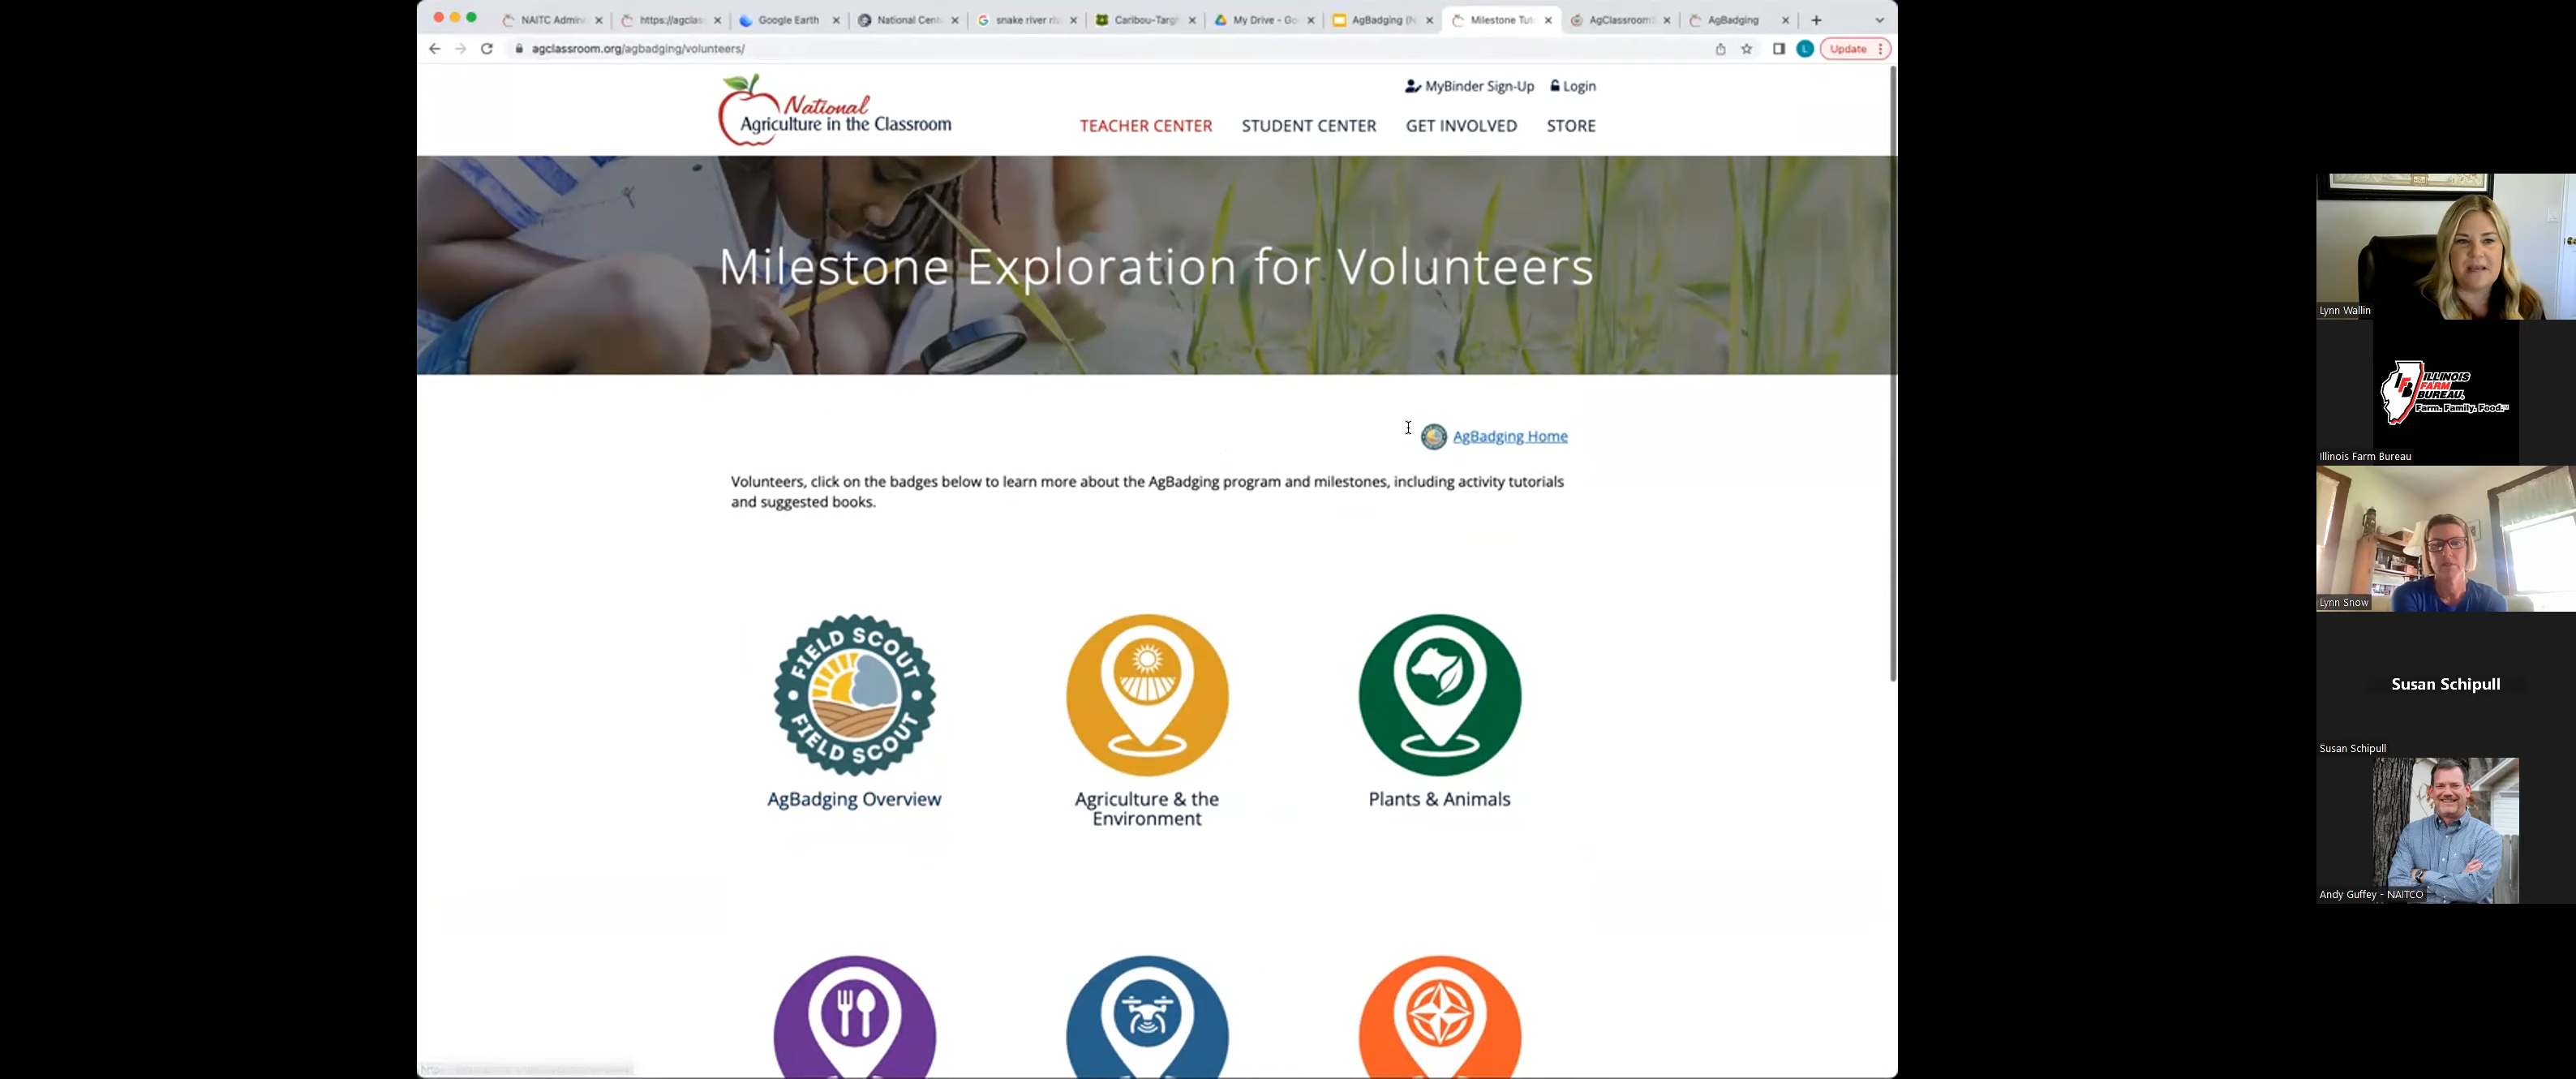 NAITC Admin
https://agclas
Google Earth
National Cent
snake river ri
Caribou-Targ
My Drive - Go
AgBadging (N
Milestone Tut
AgClassroom
AgBadging
agclassroom.org/agbadging/volunteers/
L
Update
MyBinder Sign-Up
Login
National
Agriculture in the Classroom
TEACHER CENTER
STUDENT CENTER
GET INVOLVED
STORE
Milestone Exploration for Volunteers
AgBadging Home
Volunteers, click on the badges below to learn more about the AgBadging program and milestones, including activity tutorials
and suggested books.
FIELD SCOUT
FIELD SCOUT
AgBadging Overview
Agriculture & the
Environment
Plants & Animals
Lynn Wallin
ILLINOIS
FARM
BUREAU
Farm. Family. Food.
Illinois Farm Bureau
Lynn Snow
Susan Schipull
Susan Schipull
Andy Guffey - NAITCO